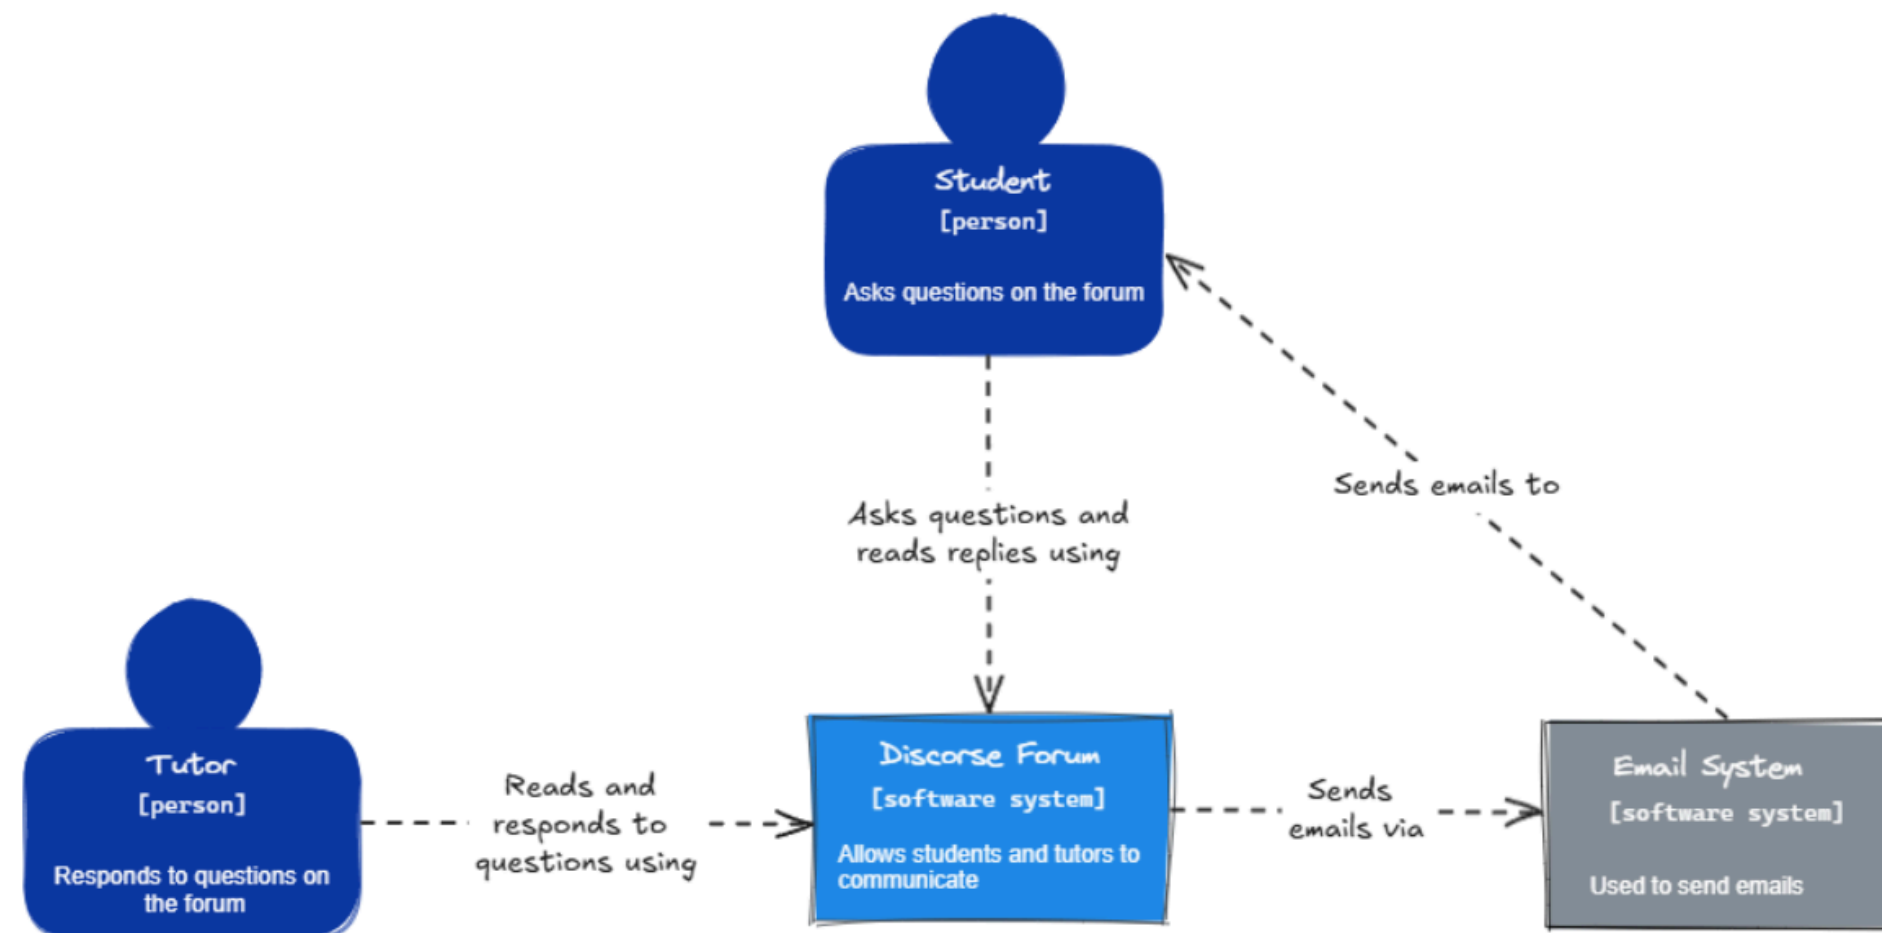 Student
[person]
Asks questions on the forum
Sends emails to
Asks questions and
reads replies using
Tutor
[person]
Responds to questions on
the forum
Reads and
responds to
questions using
Discorse Forum
[software system]
Allows students and tutors to
communicate
Sends
emails via
Email System
[software system]
Used to send emails